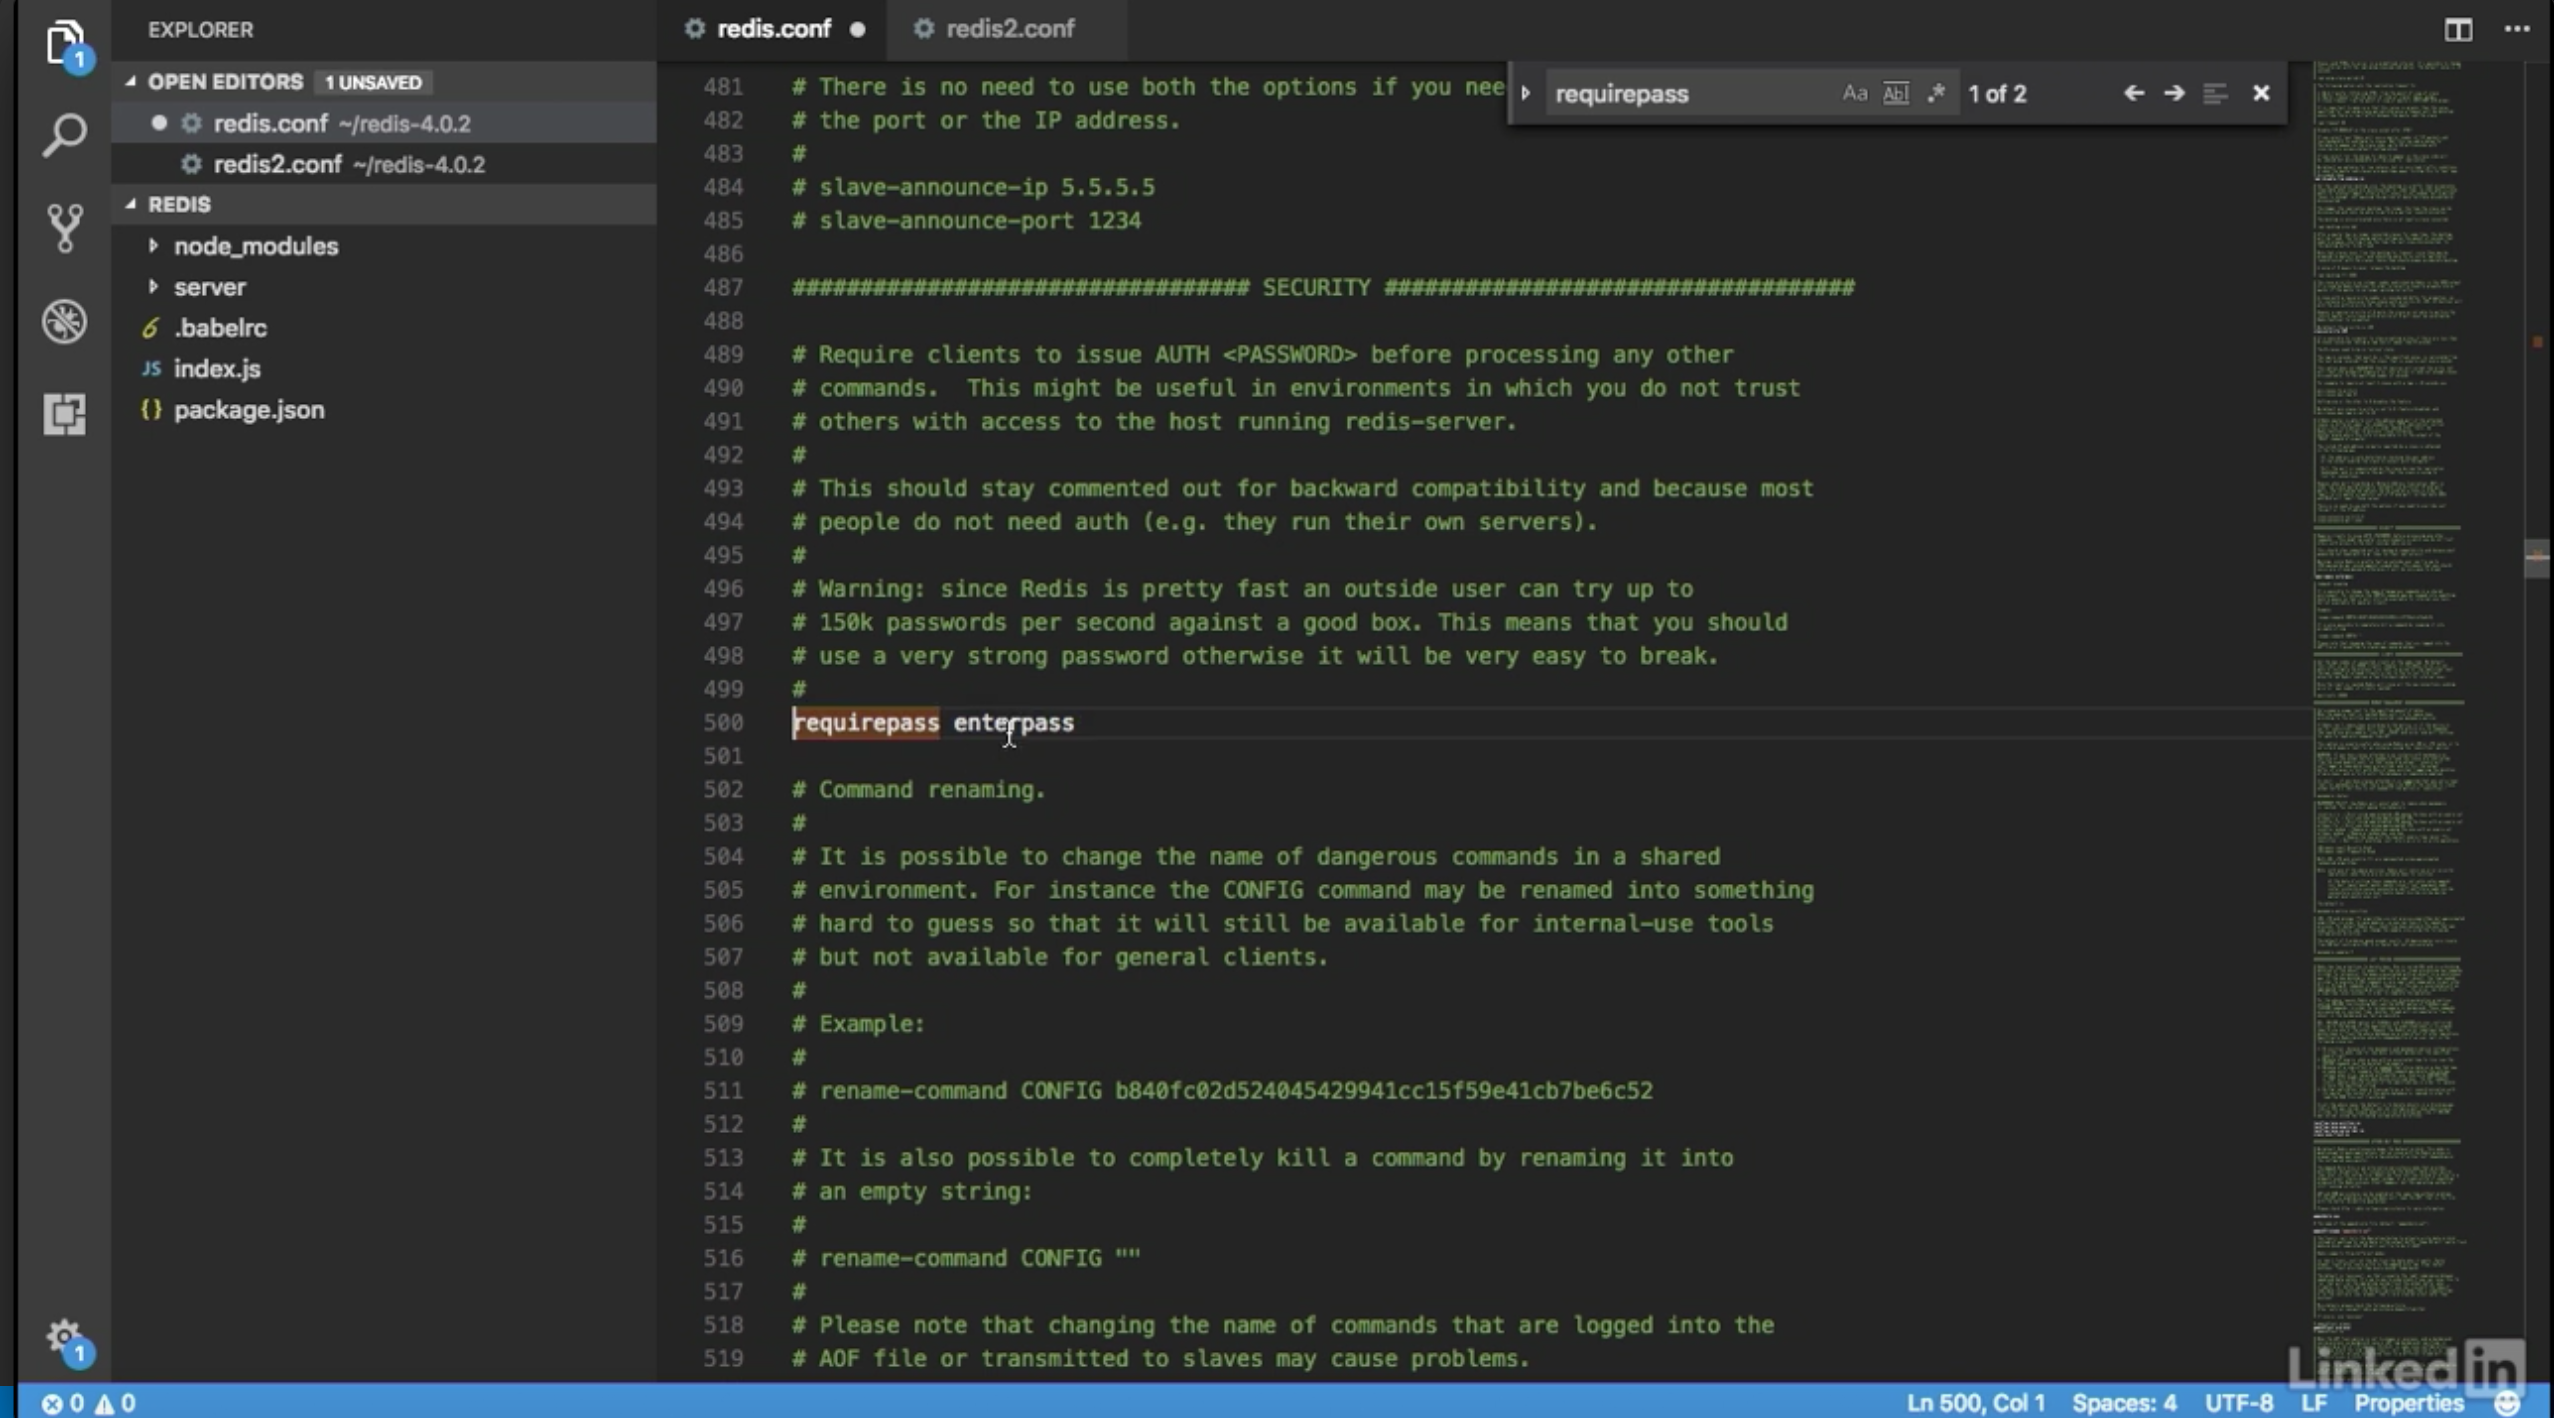 EXPLORER
OPEN EDITORS 1 UNSAVED
redis.conf ~/redis-4.0.2
redis2.conf ~/redis-4.0.2
REDIS
node_modules
server
.babelrc
JS index.js
{} package.json
1
1
redis.conf
redis2.conf
requirepass Aa Abl .* 1 of 2
481 # There is no need to use both the options if you nee
482 # the port or the IP address.
483 #
484 # slave-announce-ip 5.5.5.5
485 # slave-announce-port 1234
486
487 ################################## SECURITY ###################################
488
489 # Require clients to issue AUTH <PASSWORD> before processing any other
490 # commands.  This might be useful in environments in which you do not trust
491 # others with access to the host running redis-server.
492 #
493 # This should stay commented out for backward compatibility and because most
494 # people do not need auth (e.g. they run their own servers).
495 #
496 # Warning: since Redis is pretty fast an outside user can try up to
497 # 150k passwords per second against a good box. This means that you should
498 # use a very strong password otherwise it will be very easy to break.
499 #
500 requirepass enterpass
501
502 # Command renaming.
503 #
504 # It is possible to change the name of dangerous commands in a shared
505 # environment. For instance the CONFIG command may be renamed into something
506 # hard to guess so that it will still be available for internal-use tools
507 # but not available for general clients.
508 #
509 # Example:
510 #
511 # rename-command CONFIG b840fc02d524045429941cc15f59e41cb7be6c52
512 #
513 # It is also possible to completely kill a command by renaming it into
514 # an empty string:
515 #
516 # rename-command CONFIG ""
517 #
518 # Please note that changing the name of commands that are logged into the
519 # AOF file or transmitted to slaves may cause problems.
Linked in
0 0 Ln 500, Col 1 Spaces: 4 UTF-8 LF Properties